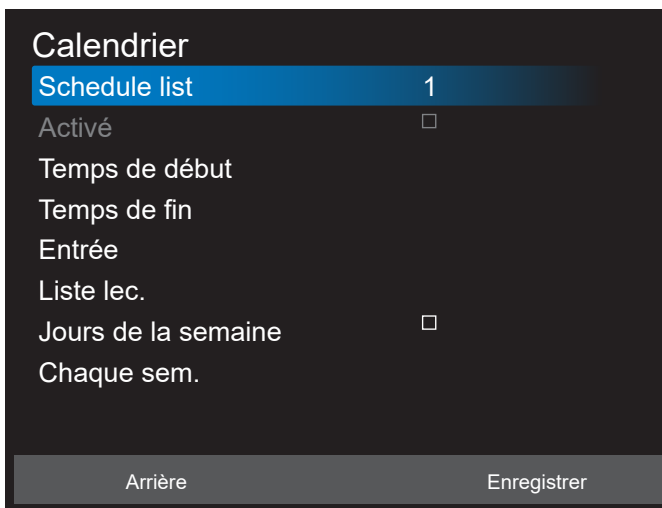 Calendrier
Schedule list 1
Activé
Temps de début
Temps de fin
Entrée
Liste lec.
Jours de la semaine
Chaque sem.
Arrière Enregistrer